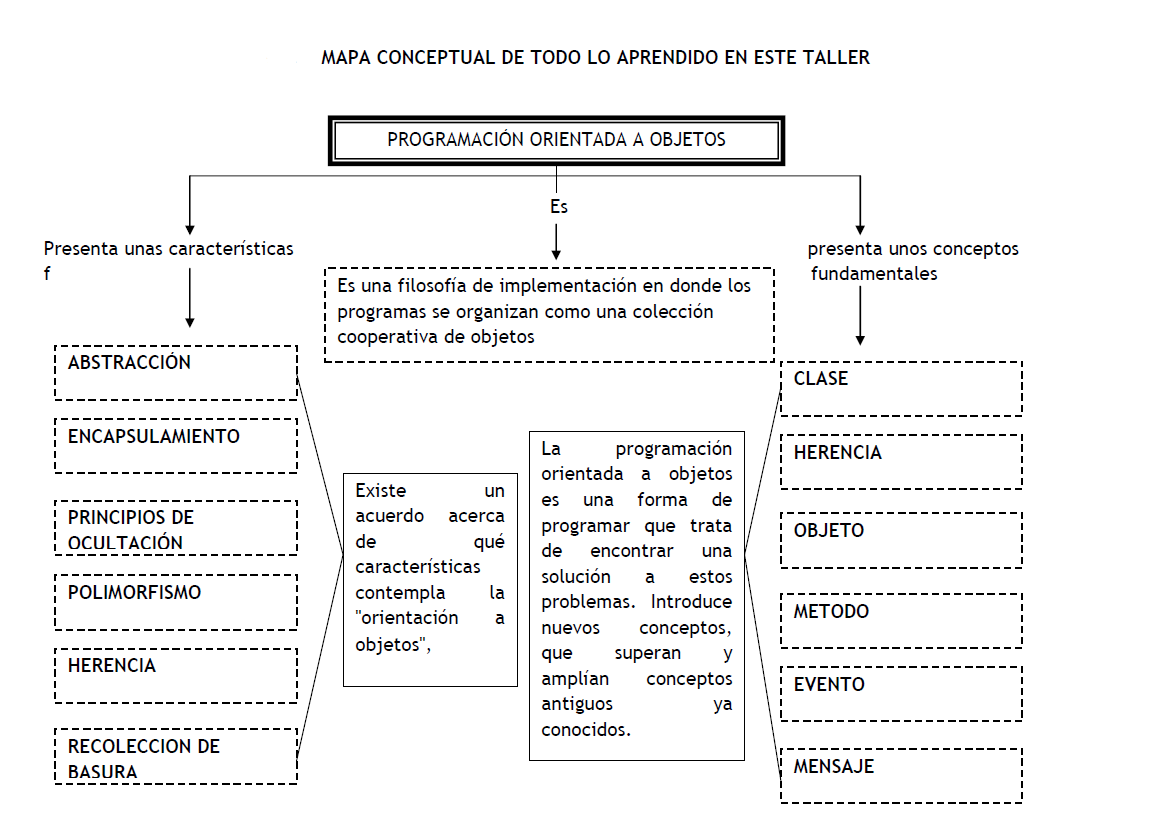 MAPA CONCEPTUAL DE TODO LO APRENDIDO EN ESTE TALLER
PROGRAMACIÓN ORIENTADA A OBJETOS
Es
Presenta unas características
f
presenta unos conceptos
fundamentales
Es una filosofía de implementación en donde los
programas se organizan como una colección
cooperativa de objetos
ABSTRACCIÓN
ENCAPSULAMIENTO
PRINCIPIOS DE
OCULTACIÓN
POLIMORFISMO
HERENCIA
RECOLECCION DE
BASURA
Existe un
acuerdo acerca
de qué
características
contempla la
"orientación a
objetos",
La programación
orientada a objetos
es una forma de
programar que trata
de encontrar una
solución a estos
problemas. Introduce
nuevos conceptos,
que superan y
amplían conceptos
antiguos ya
conocidos.
CLASE
HERENCIA
OBJETO
METODO
EVENTO
MENSAJE